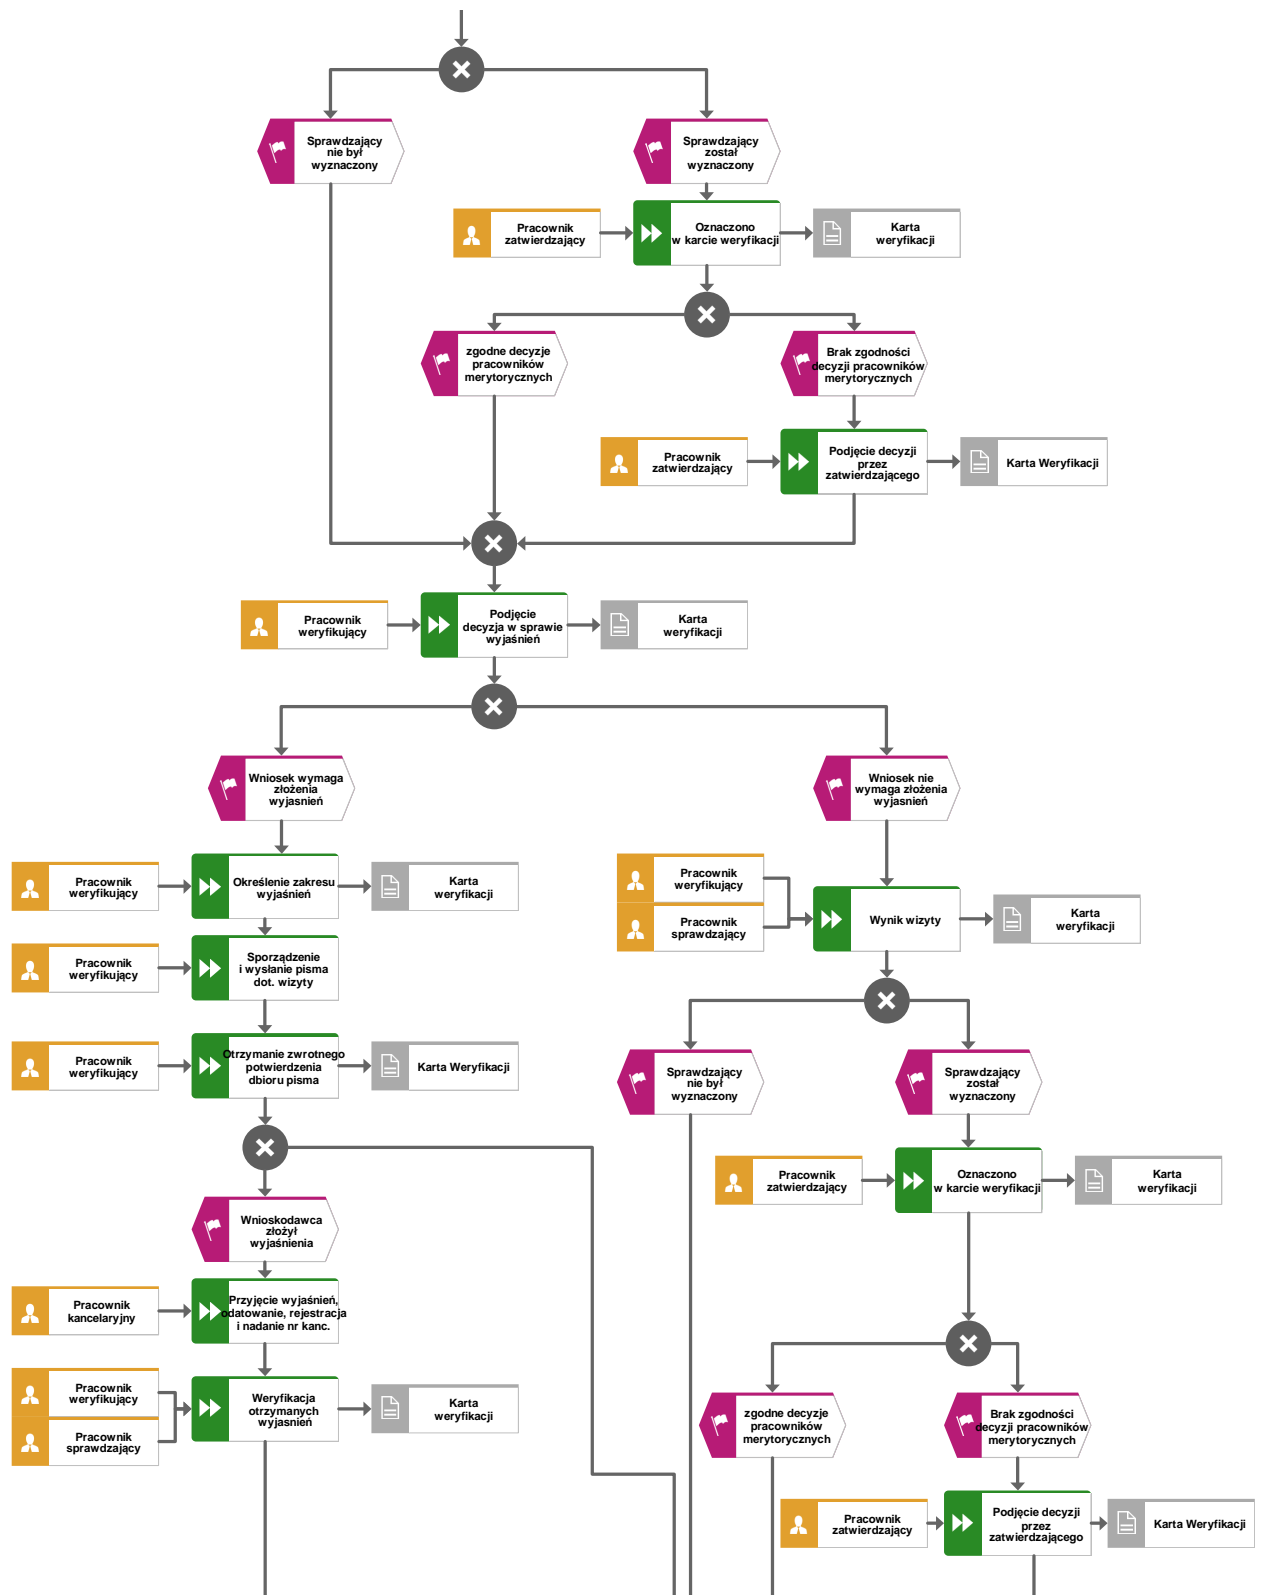 Sprawdzający
nie był
wyznaczony
Sprawdzający
został
wyznaczony
Pracownik
zatwierdzający
Oznaczono
w karcie weryfikacji
Karta
weryfikacji
zgodne decyzje
pracowników
merytorycznych
Brak zgodności
decyzji pracowników
merytorycznych
Pracownik
zatwierdzający
Podjęcie decyzji
przez
zatwierdzającego
Karta Weryfikacji
Pracownik
weryfikujący
Podjęcie
decyzja w sprawie
wyjaśnień
Karta
weryfikacji
Wniosek wymaga
złożenia
wyjasnień
Wniosek nie
wymaga złożenia
wyjasnień
Pracownik
weryfikujący
Określenie zakresu
wyjaśnień
Karta
weryfikacji
Pracownik
weryfikujący
Pracownik
sprawdzający
Wynik wizyty
Karta
weryfikacji
Pracownik
weryfikujący
Sporządzenie
i wysłanie pisma
dot. wizyty
Pracownik
weryfikujący
Otrzymanie zwrotnego
potwierdzenia
dbioru pisma
Karta Weryfikacji
Sprawdzający
nie był
wyznaczony
Sprawdzający
został
wyznaczony
Pracownik
zatwierdzający
Oznaczono
w karcie weryfikacji
Karta
weryfikacji
Wnioskodawca
złożył
wyjaśnienia
Pracownik
kancelaryjny
Przyjęcie wyjaśnień,
odatowanie, rejestracja
i nadanie nr kanc.
Pracownik
weryfikujący
Pracownik
sprawdzający
Weryfikacja
otrzymanych
wyjasnień
Karta
weryfikacji
zgodne decyzje
pracowników
merytorycznych
Brak zgodności
decyzji pracowników
merytorycznych
Pracownik
zatwierdzający
Podjęcie decyzji
przez
zatwierdzającego
Karta Weryfikacji